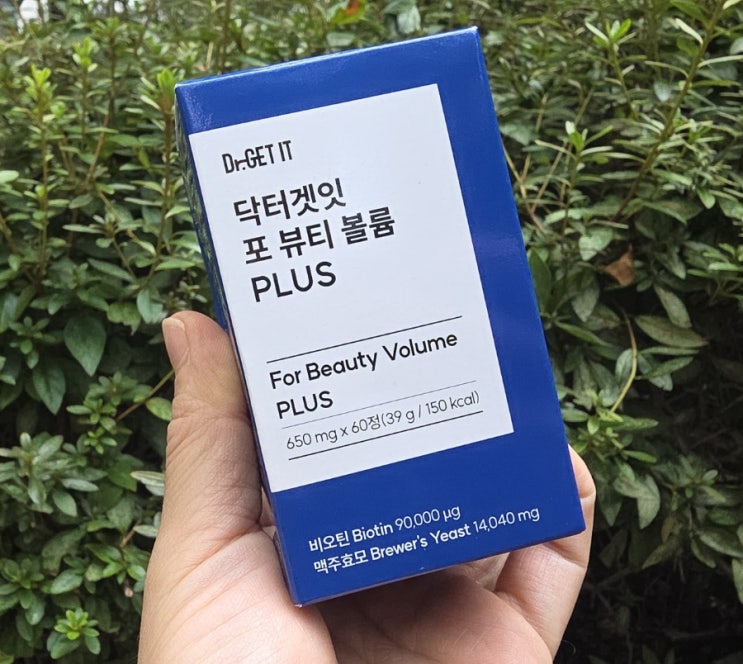 Dr.GET IT
닥터겟잇
포 뷰티 볼륨
PLUS
For Beauty Volume
PLUS
650 mg x 60정(39 g / 150 kcal)
비오틴 Biotin 90,000 μg
맥주효모 Brewer's Yeast 14,040 mg